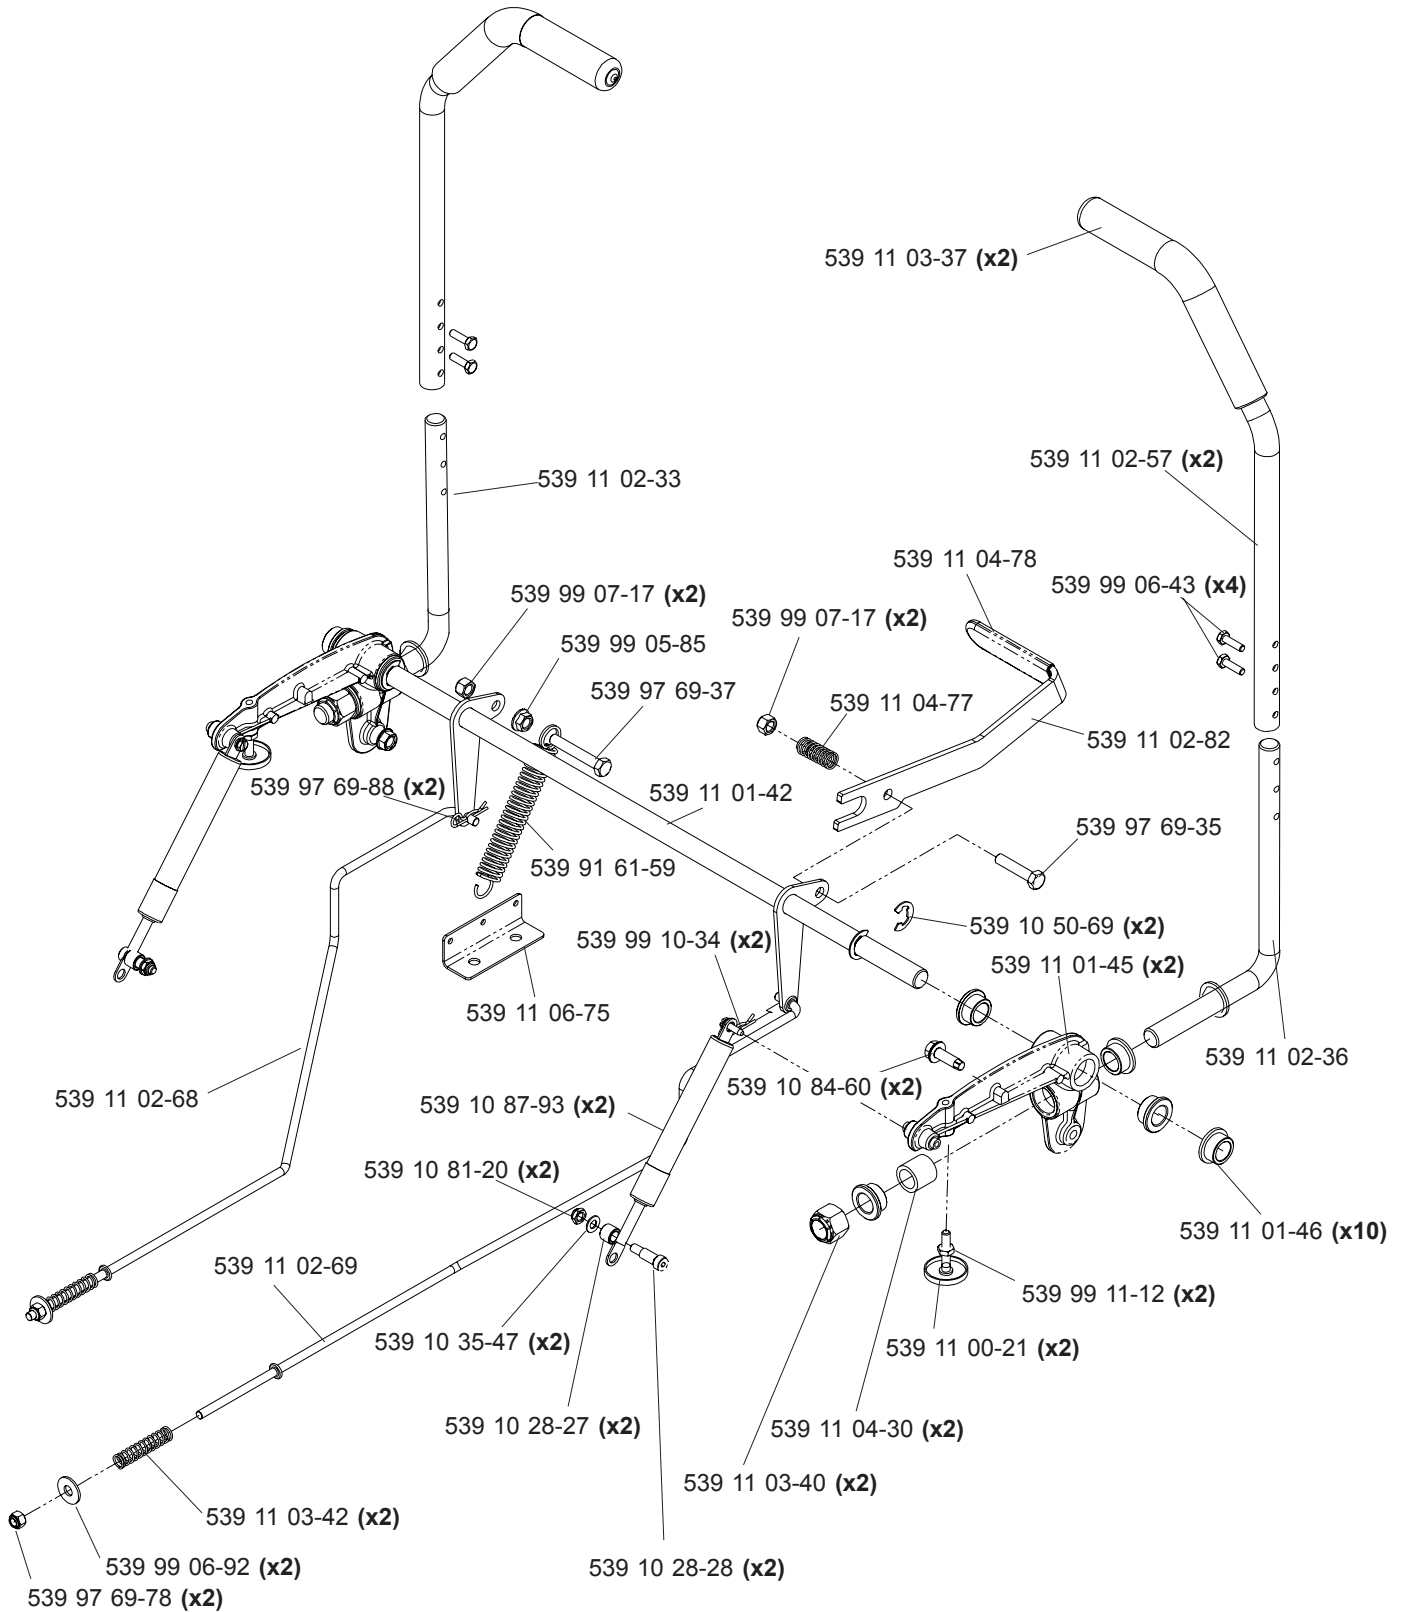 539 11 03-37 (x2)
539 11 02-57 (x2)
539 11 02-33
539 11 04-78
539 99 06-43 (x4)
539 99 07-17 (x2)
539 99 07-17 (x2)
539 99 05-85
539 97 69-37
539 11 04-77
539 11 02-82
539 97 69-88 (x2)
539 11 01-42
539 97 69-35
539 91 61-59
539 10 50-69 (x2)
539 99 10-34 (x2)
539 11 01-45 (x2)
539 11 06-75
539 11 02-36
539 11 02-68
539 10 84-60 (x2)
539 10 87-93 (x2)
539 10 81-20 (x2)
539 11 01-46 (x10)
539 11 02-69
539 99 11-12 (x2)
539 10 35-47 (x2)
539 11 00-21 (x2)
539 10 28-27 (x2)
539 11 04-30 (x2)
539 11 03-40 (x2)
539 11 03-42 (x2)
539 99 06-92 (x2)
539 10 28-28 (x2)
539 97 69-78 (x2)